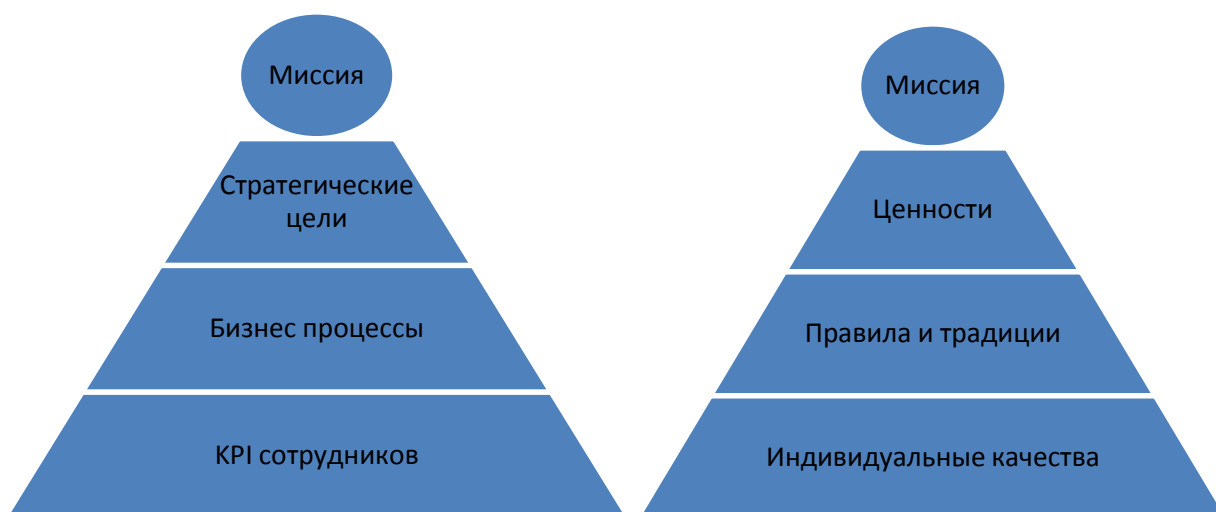 Миссия
Стратегические
цели
Бизнес процессы
KPI сотрудников
Миссия
Ценности
Правила и традиции
Индивидуальные качества